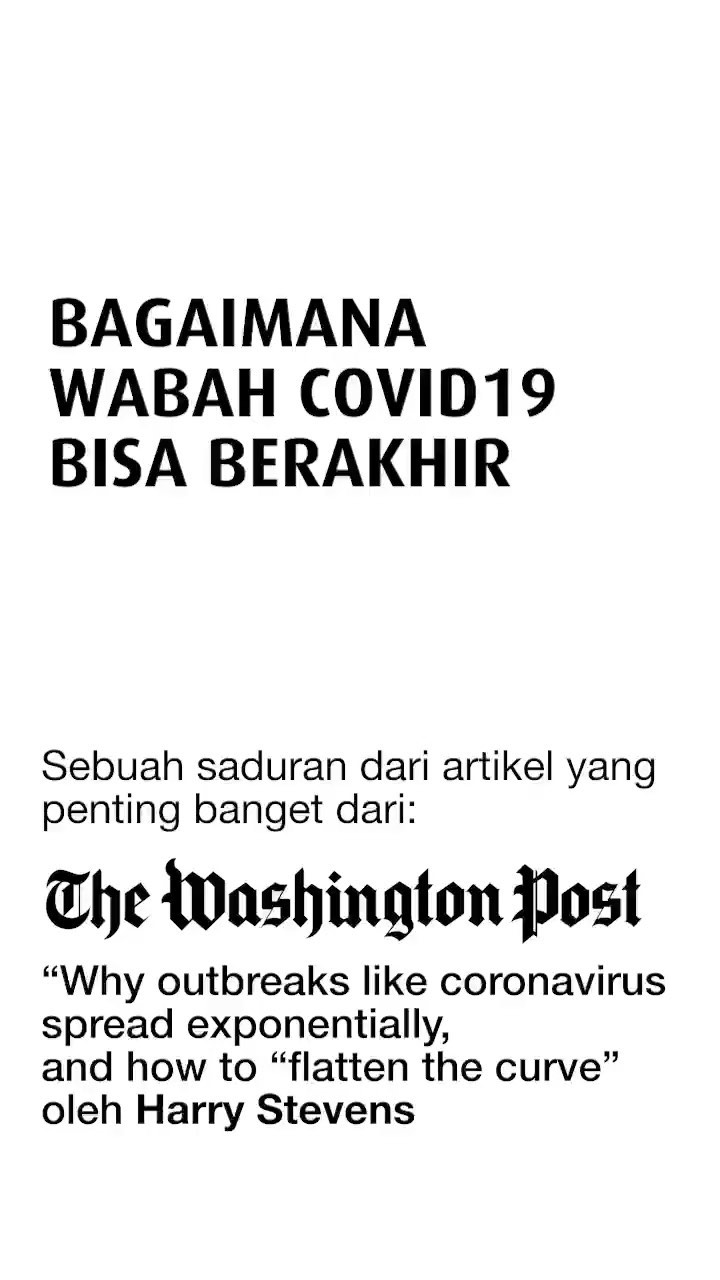 BAGAIMANA
WABAH COVID19
BISA BERAKHIR
Sebuah saduran dari artikel yang
penting banget dari:
The Washington Post
“Why outbreaks like coronavirus
spread exponentially,
and how to “flatten the curve”
oleh Harry Stevens